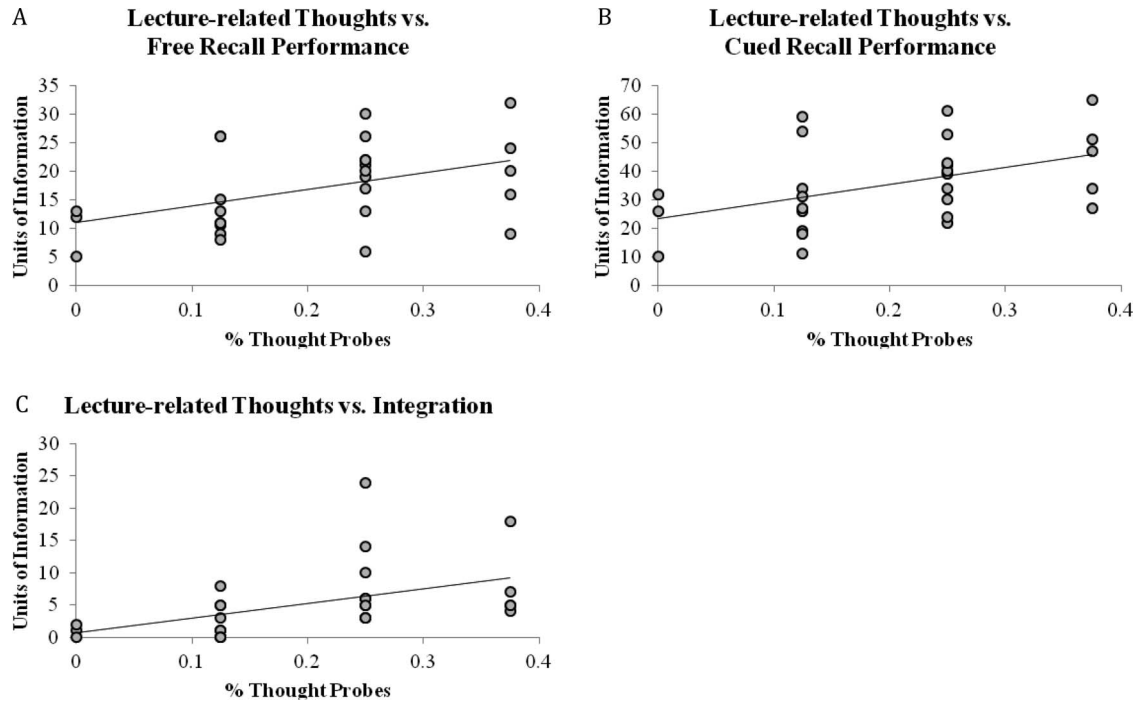 A
Lecture-related Thoughts vs.
Free Recall Performance
Units of Information
35
30
25
20
15
10
5
0
0 0.1 0.2 0.3 0.4
% Thought Probes
B
Lecture-related Thoughts vs.
Cued Recall Performance
Units of Information
70
60
50
40
30
20
10
0
0 0.1 0.2 0.3 0.4
% Thought Probes
C
Lecture-related Thoughts vs. Integration
Units of Information
30
25
20
15
10
5
0
0 0.1 0.2 0.3 0.4
% Thought Probes